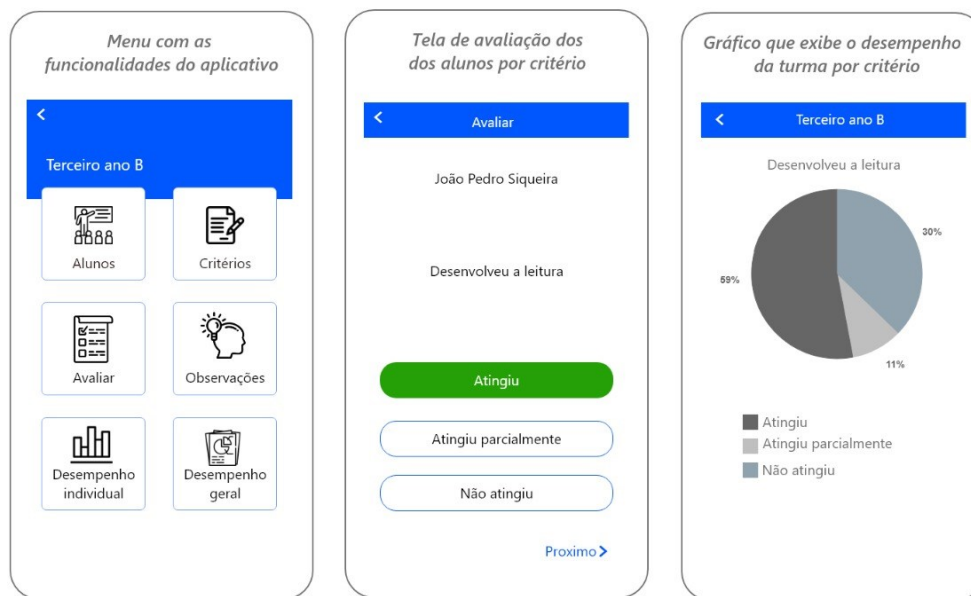 Menu com as
funcionalidades do aplicativo
Terceiro ano B
Alunos
Critérios
Avaliar
Observações
Desempenho
individual
Desempenho
geral
Tela de avaliação dos
dos alunos por critério
Avaliar
João Pedro Siqueira
Desenvolveu a leitura
Atingiu
Atingiu parcialmente
Não atingiu
Proximo
Gráfico que exibe o desempenho
da turma por critério
Terceiro ano B
Desenvolveu a leitura
30%
59%
11%
Atingiu
Atingiu parcialmente
Não atingiu